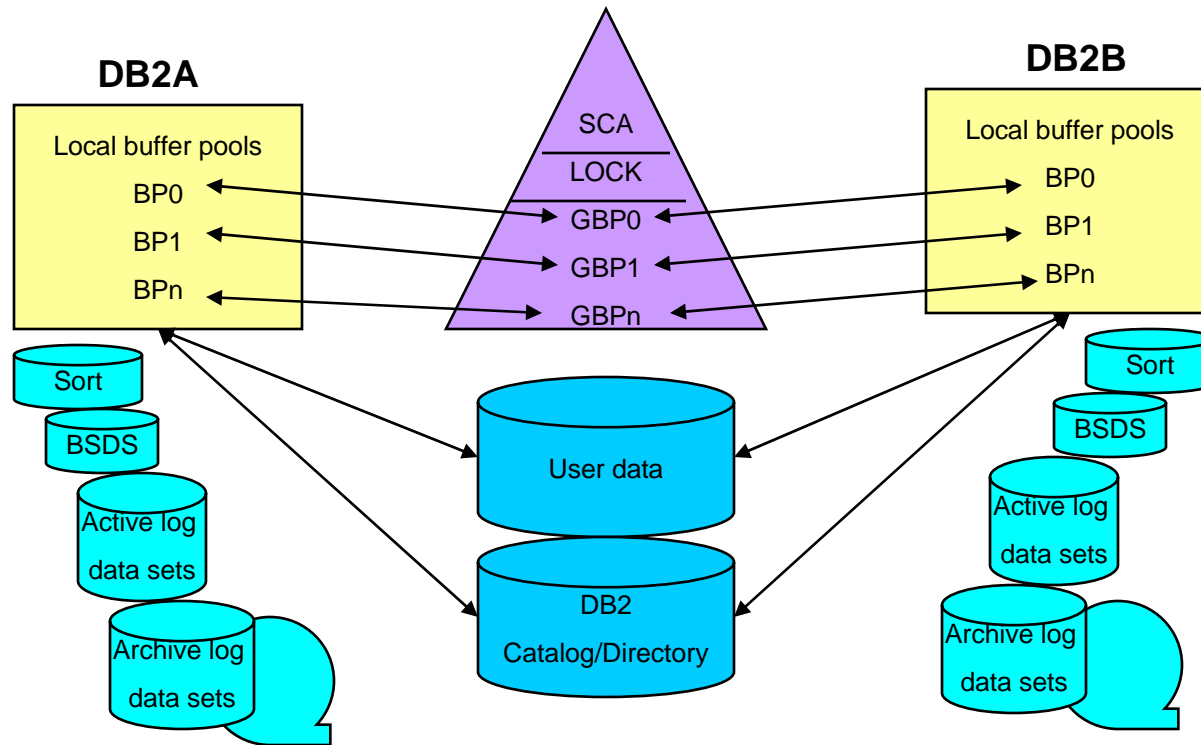 DB2A
Local buffer pools
BP0
BP1
BPn
Sort
BSDS
Active log
data sets
Archive log
data sets
SCA
LOCK
GBP0
GBP1
GBPn
User data
DB2
Catalog/Directory
DB2B
Local buffer pools
BP0
BP1
BPn
Sort
BSDS
Active log
data sets
Archive log
data sets